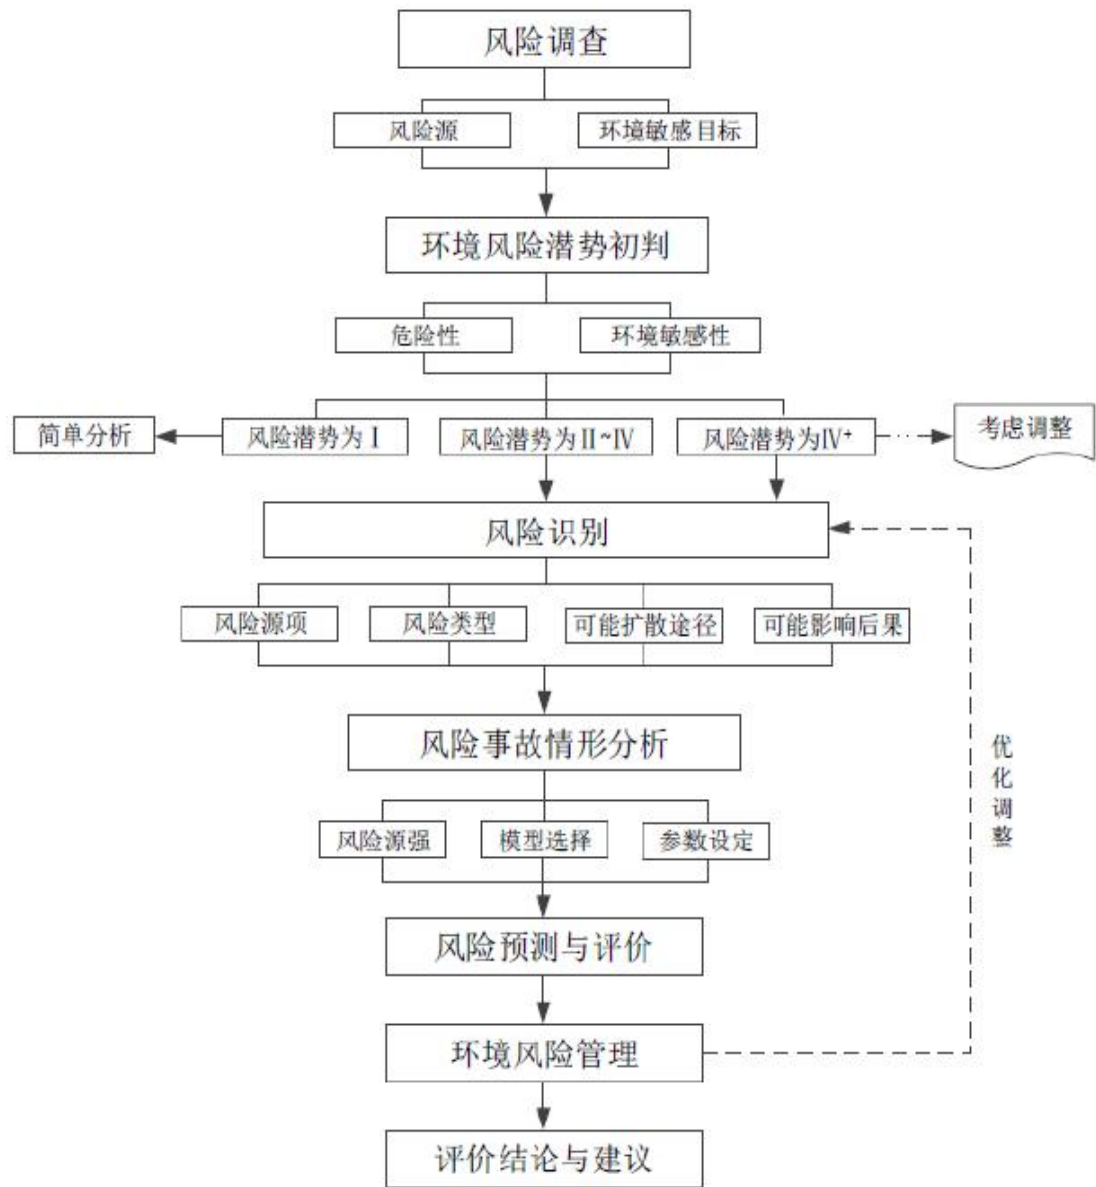 风险调查
风险源
环境敏感目标
环境风险潜势初判
危险性
环境敏感性
简单分析
风险潜势为Ⅰ
风险潜势为Ⅱ~Ⅳ
风险潜势为Ⅳ⁺
考虑调整
风险识别
风险源项
风险类型
可能扩散途径
可能影响后果
风险事故情形分析
优化调整
风险源强
模型选择
参数设定
风险预测与评价
环境风险管理
评价结论与建议